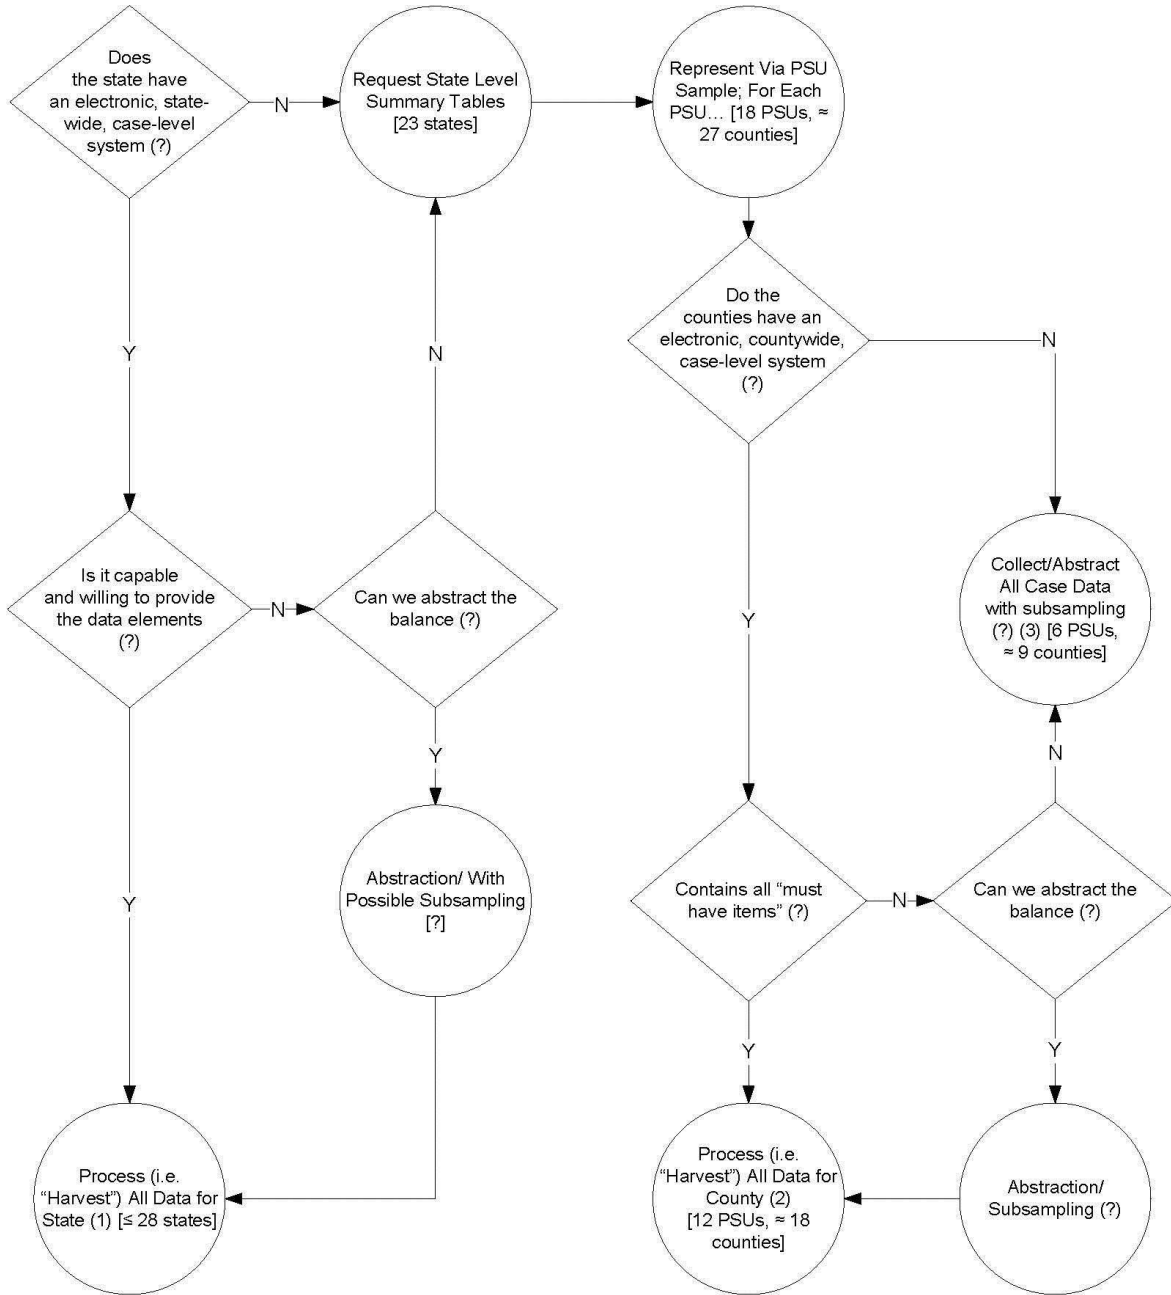 Does
the state have
an electronic, state-
wide, case-level
system (?)
N
Request State Level
Summary Tables
[23 states]
Represent Via PSU
Sample; For Each
PSU… [18 PSUs, ≈
27 counties]
Y
N
Do the
counties have an
electronic, countywide,
case-level system
(?)
N
Is it capable
and willing to provide
the data elements
(?)
N
Can we abstract the
balance (?)
Y
Collect/Abstract
All Case Data
with subsampling
(?) (3) [6 PSUs,
≈ 9 counties]
Y
N
Y
Abstraction/ With
Possible Subsampling
[?]
Contains all “must
have items” (?)
N
Can we abstract the
balance (?)
Y
Y
Process (i.e.
“Harvest”) All Data for
State (1) [≤ 28 states]
Process (i.e.
“Harvest”) All Data for
County (2)
[12 PSUs, ≈ 18
counties]
Abstraction/
Subsampling (?)